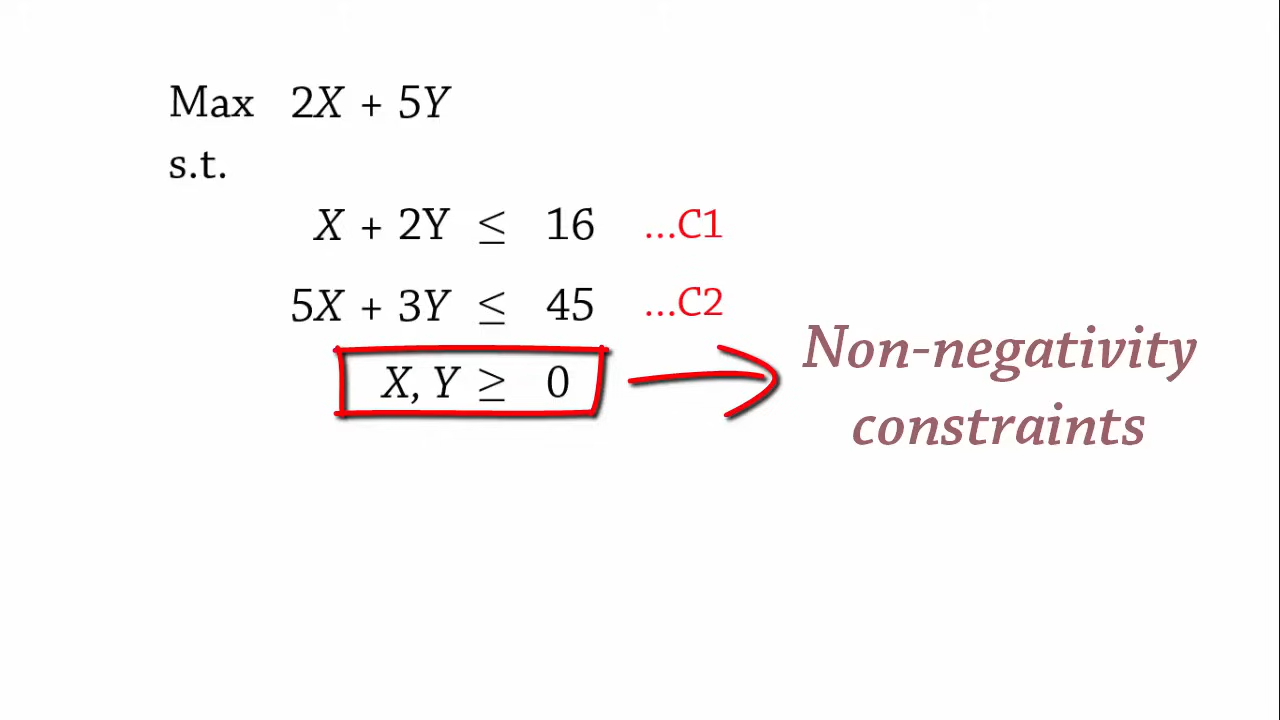 Max 2X + 5Y
s.t.
X + 2Y ≤ 16 ...C1
5X + 3Y ≤ 45 ...C2
X, Y ≥ 0
Non-negativity
constraints